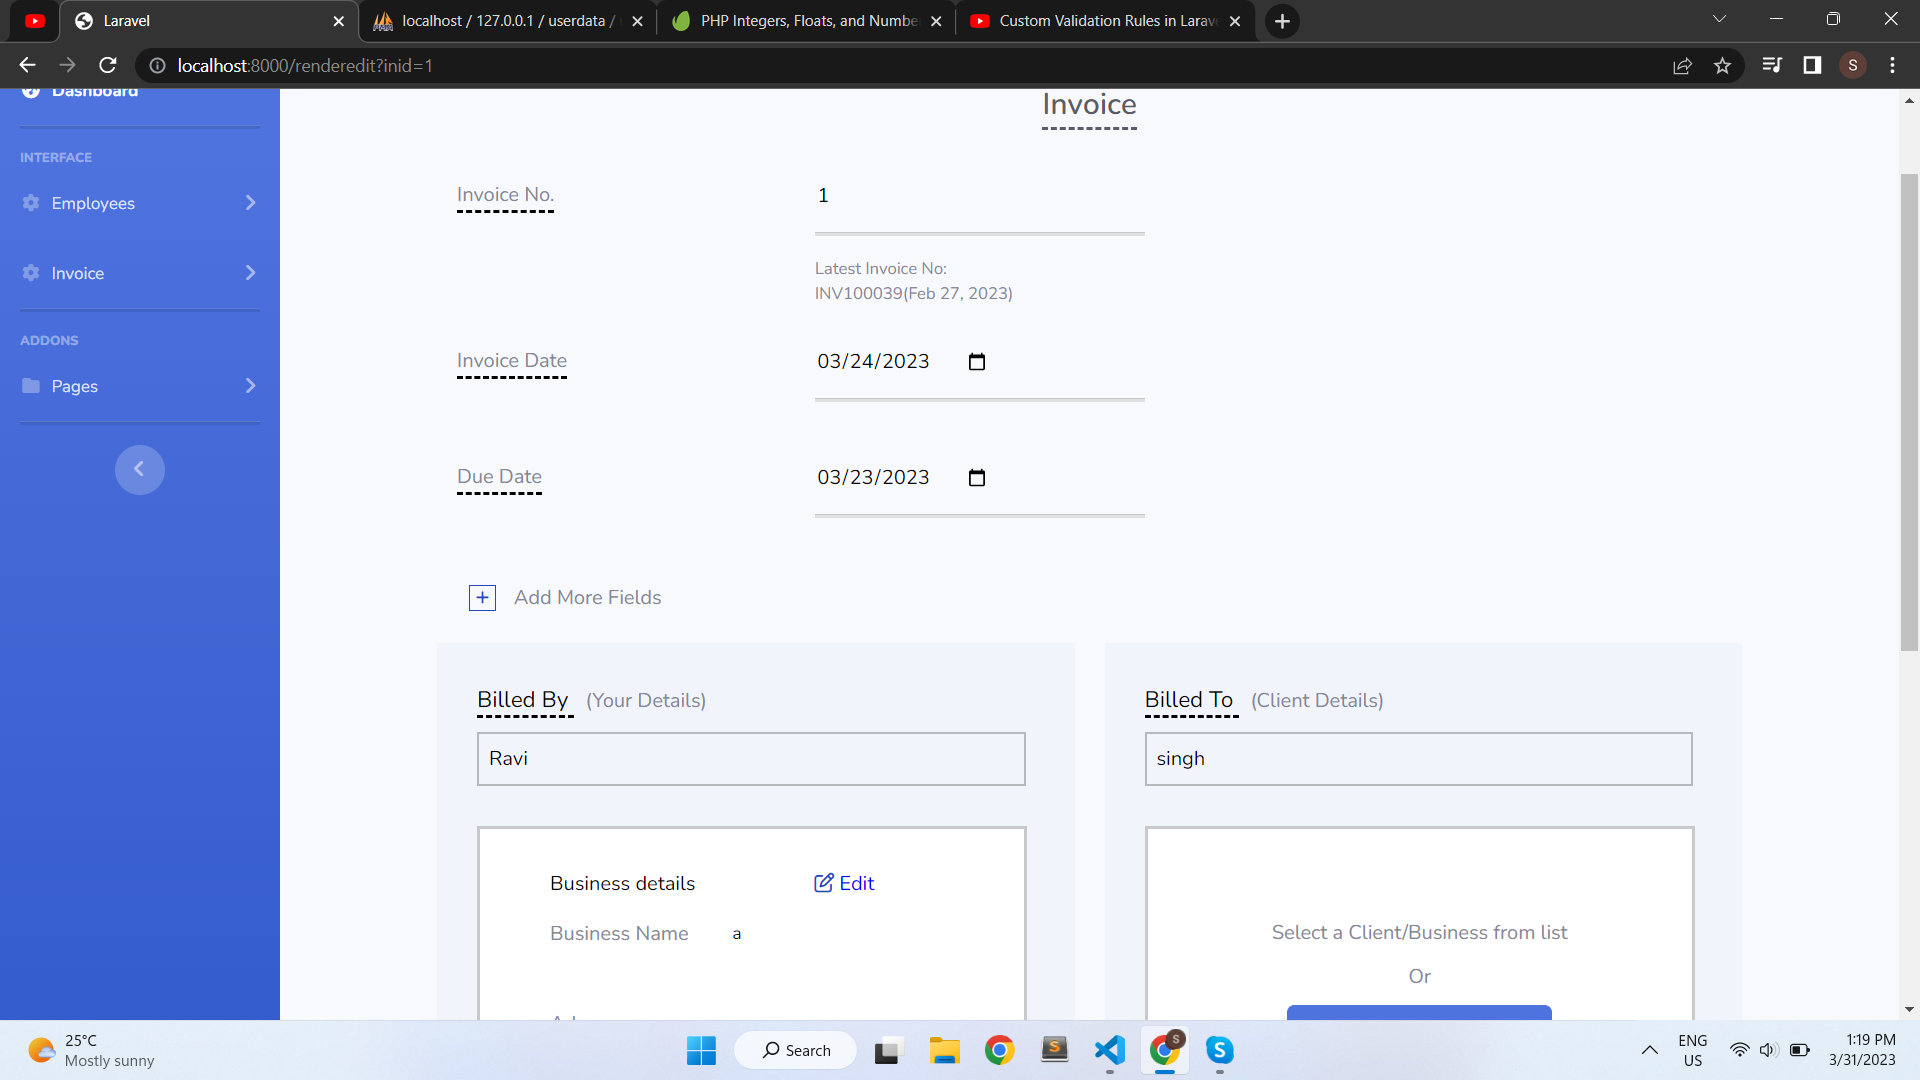 Laravel
localhost / 127.0.0.1 / userdata /
PHP Integers, Floats, and Numbe
Custom Validation Rules in Larav
localhost:8000/renderedit?inid=1
S
Dashboard
INTERFACE
Employees
Invoice
ADDONS
Pages
Invoice
Invoice No.
1
Latest Invoice No:
INV100039(Feb 27, 2023)
Invoice Date
03/24/2023
Due Date
03/23/2023
+ Add More Fields
Billed By (Your Details)
Ravi
Business details
Edit
Business Name
a
Billed To (Client Details)
singh
Select a Client/Business from list
Or
25°C
Mostly sunny
Search
S
S
S
ENG
US
1:19 PM
3/31/2023